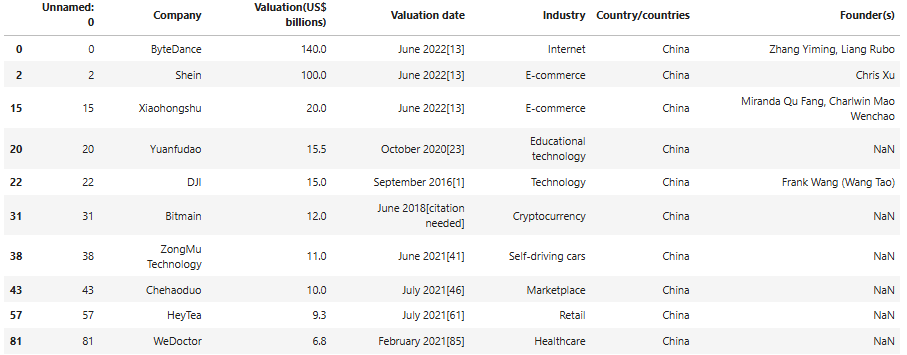 Unnamed: 0 Company Valuation(US$ billions) Valuation date Industry Country/countries Founder(s)
0 0 ByteDance 140.0 June 2022[13] Internet China Zhang Yiming, Liang Rubo
2 2 Shein 100.0 June 2022[13] E-commerce China Chris Xu
15 15 Xiaohongshu 20.0 June 2022[13] E-commerce China Miranda Qu Fang, Charlwin Mao Wenchao
20 20 Yuanfudao 15.5 October 2020[23] Educational technology China NaN
22 22 DJI 15.0 September 2016[1] Technology China Frank Wang (Wang Tao)
31 31 Bitmain 12.0 June 2018[citation needed] Cryptocurrency China NaN
38 38 ZongMu Technology 11.0 June 2021[41] Self-driving cars China NaN
43 43 Chehaoduo 10.0 July 2021[46] Marketplace China NaN
57 57 HeyTea 9.3 July 2021[61] Retail China NaN
81 81 WeDoctor 6.8 February 2021[85] Healthcare China NaN